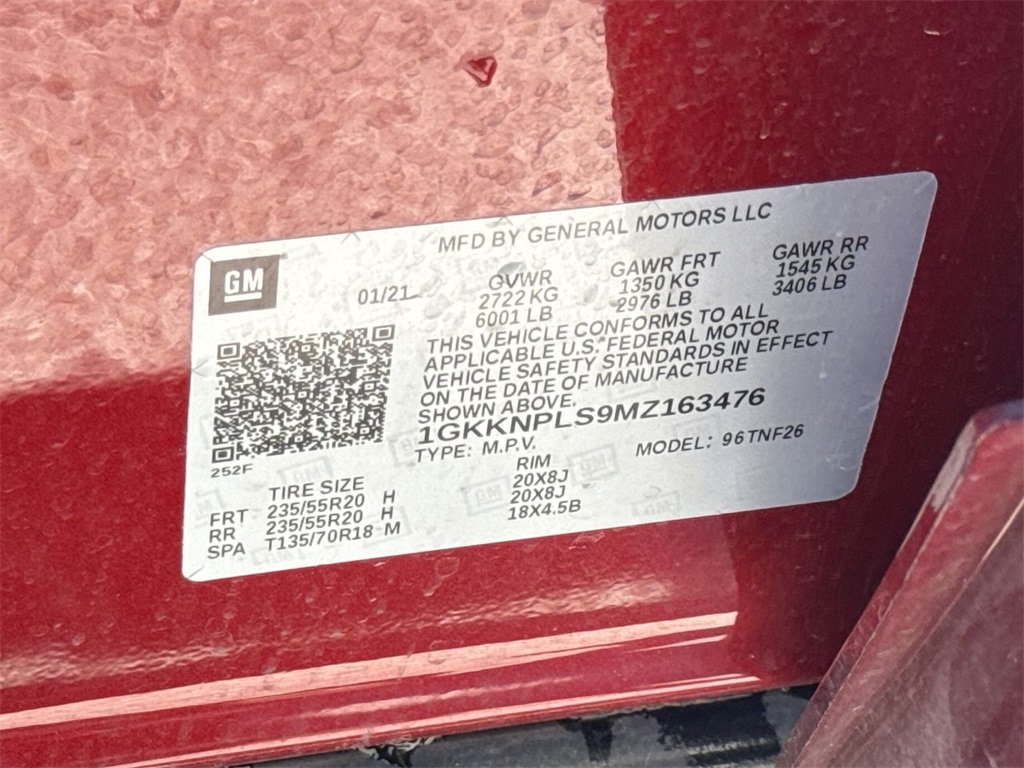 MFD BY GENERAL MOTORS LLC
GM
01/21
GVWR GAWR FRT GAWR RR
2722 KG 1350 KG 1545 KG
6001 LB 2976 LB 3406 LB
THIS VEHICLE CONFORMS TO ALL
APPLICABLE U.S. FEDERAL MOTOR
VEHICLE SAFETY STANDARDS IN EFFECT
ON THE DATE OF MANUFACTURE
SHOWN ABOVE.
1GKKNPLS9MZ163476
TYPE: M.P.V. MODEL: 96TNF26
252F
TIRE SIZE RIM
FRT 235/55R20 H 20X8J
RR 235/55R20 H 20X8J
SPA T135/70R18 M 18X4.5B